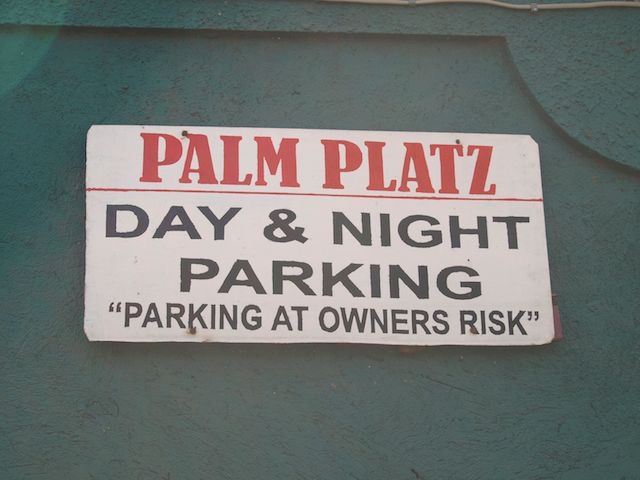 PALM PLATZ
DAY & NIGHT
PARKING
“PARKING AT OWNERS RISK”